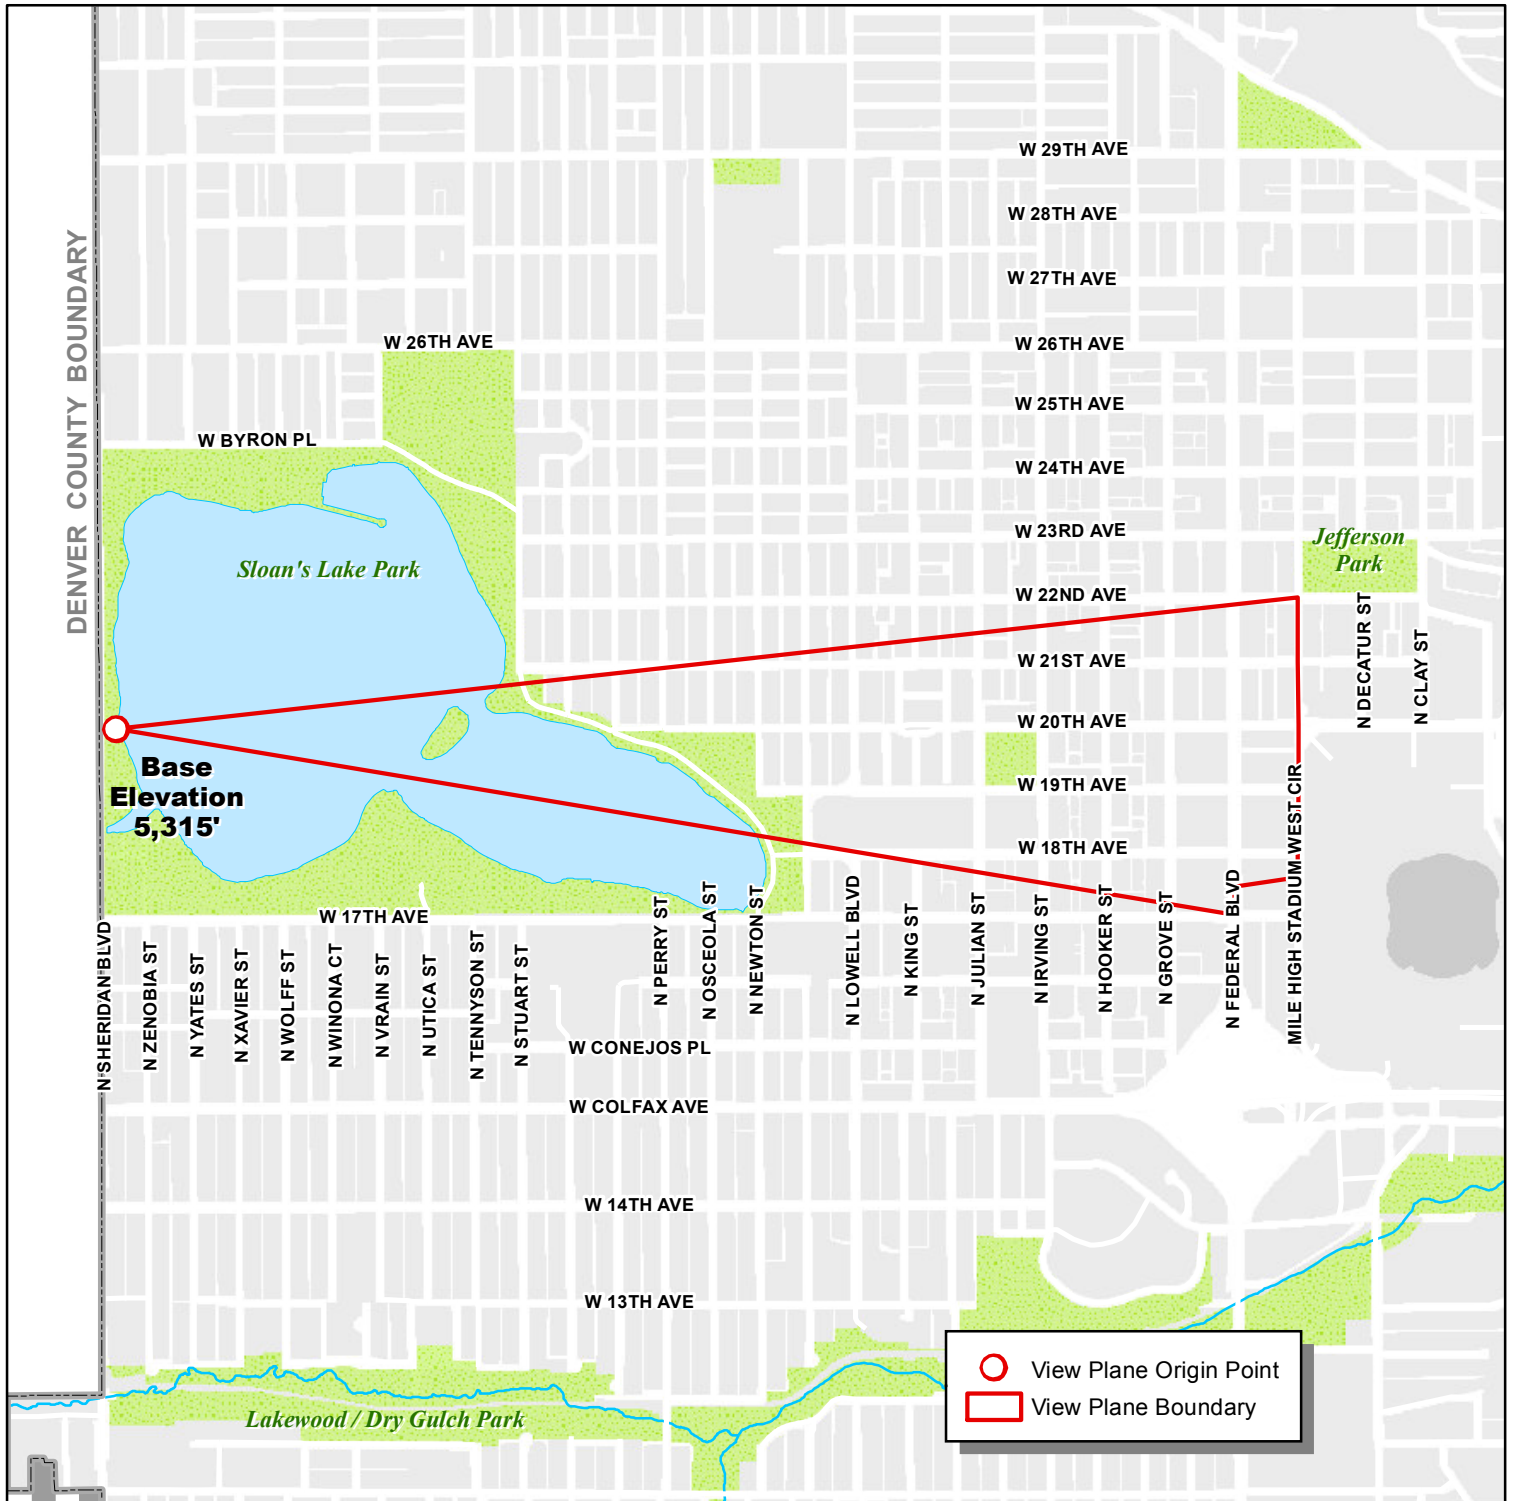 W 29TH AVE
W 28TH AVE
W 27TH AVE
W 26TH AVE
W 26TH AVE
W 25TH AVE
W BYRON PL
W 24TH AVE
W 23RD AVE
Jefferson
Park
Sloan's Lake Park
W 22ND AVE
W 21ST AVE
W 20TH AVE
W 19TH AVE
W 18TH AVE
W 17TH AVE
DENVER COUNTY BOUNDARY
Base
Elevation
5,315'
N DECATUR ST
N CLAY ST
N SHERIDAN BLVD
N ZENOBIA ST
N YATES ST
N XAVIER ST
N WOLFF ST
N WINONA CT
N VRAIN ST
N UTICA ST
N TENNYSON ST
N STUART ST
N PERRY ST
N OSCEOLA ST
N NEWTON ST
N LOWELL BLVD
N KING ST
N JULIAN ST
N IRVING ST
N HOOKER ST
N GROVE ST
N FEDERAL BLVD
MILE HIGH STADIUM WEST CIR
W CONEJOS PL
W COLFAX AVE
W 14TH AVE
W 13TH AVE
Lakewood / Dry Gulch Park
View Plane Origin Point
View Plane Boundary